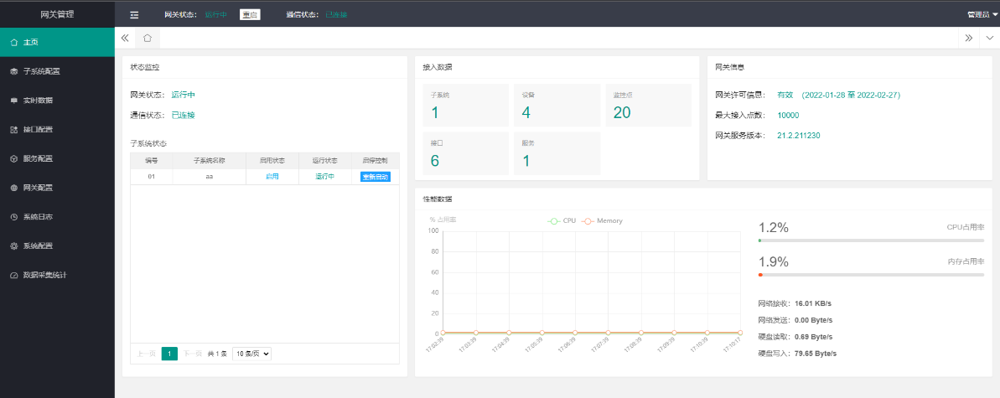 网关管理
网关状态： 运行中 重启 通信状态： 已连接 管理员
主页
子系统配置
实时数据
接口配置
服务配置
网关配置
系统日志
系统配置
数据采集统计
状态监控
网关状态： 运行中
通信状态： 已连接
子系统状态
编号 子系统名称 启用状态 运行状态 启停控制
01 aa 启用 运行中 重新启动
上一页 1 下一页 共 1 条 10 条/页
接入数据
子系统 设备 监控点
1 4 20
接口 服务
6 1
网关信息
网关许可信息： 有效 (2022-01-28 至 2022-02-27)
最大接入点数： 10000
网关服务版本： 21.2.211230
性能数据
% 占用率 CPU Memory
100
80
60
40
20
0
17:02:39 17:03:39 17:04:39 17:05:39 17:06:39 17:07:39 17:08:39 17:09:39 17:10:39 17:10:17
1.2% CPU占用率
1.9% 内存占用率
网络接收：16.01 KB/s
网络发送：0.00 Byte/s
硬盘读取：0.69 Byte/s
硬盘写入：79.65 Byte/s